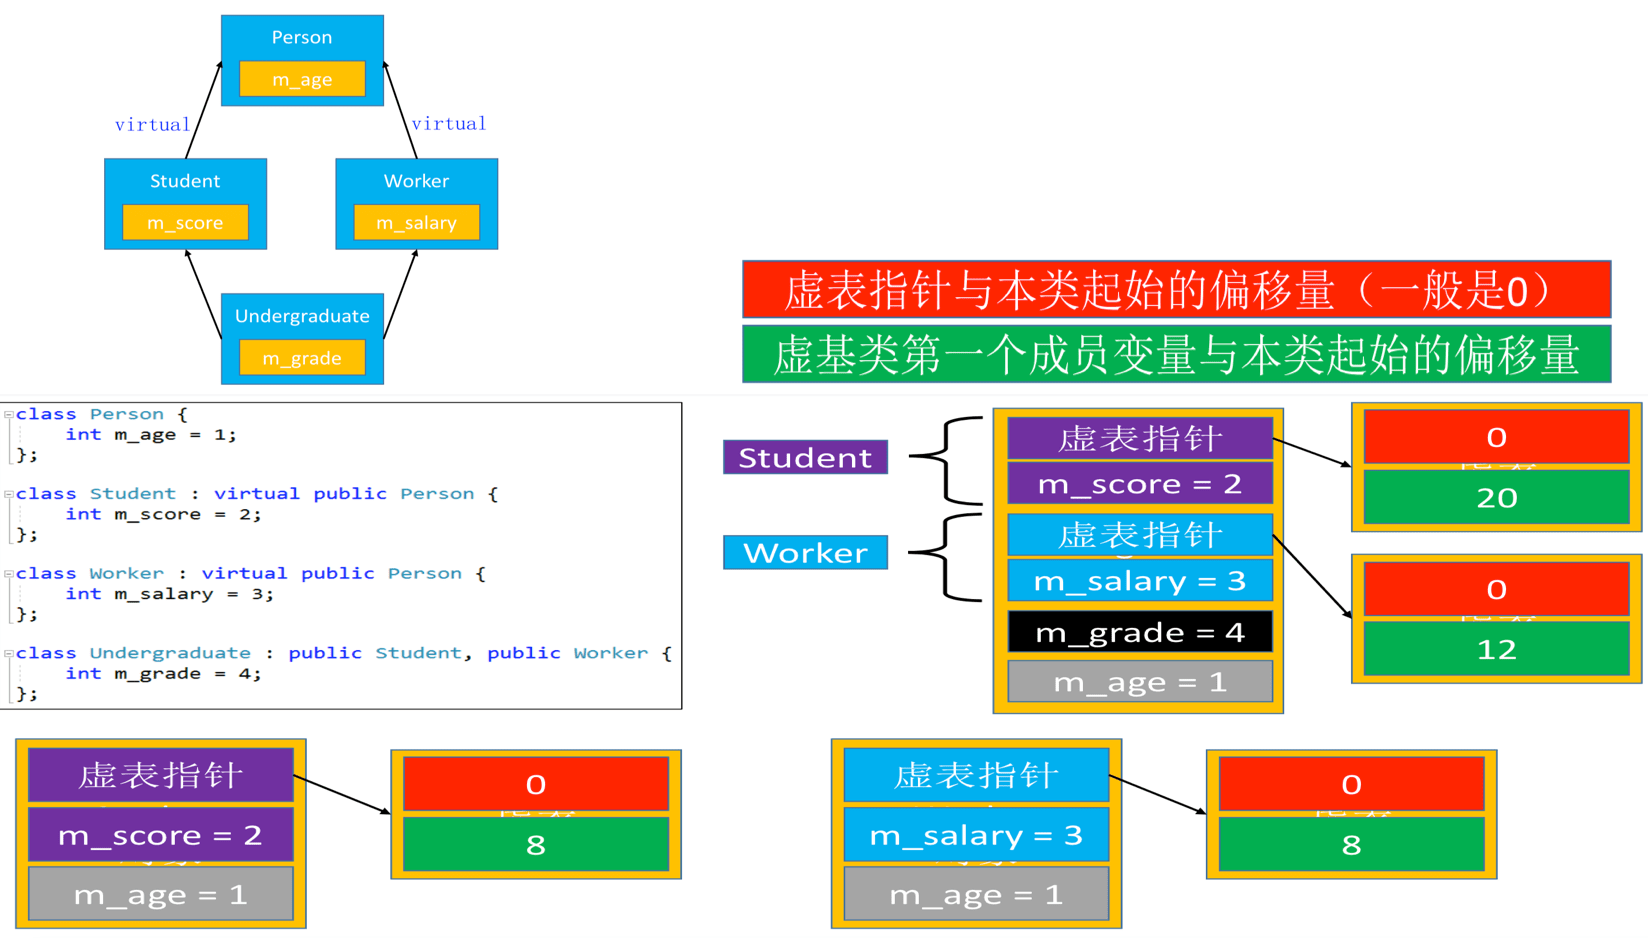 Person
m_age
virtual
virtual
Student
m_score
Worker
m_salary
Undergraduate
m_grade
虚表指针与本类起始的偏移量（一般是0）
虚基类第一个成员变量与本类起始的偏移量
class Person {
int m_age = 1;
};
class Student : virtual public Person {
int m_score = 2;
};
class Worker : virtual public Person {
int m_salary = 3;
};
class Undergraduate : public Student, public Worker {
int m_grade = 4;
};
Student
Worker
虚表指针
m_score = 2
虚表指针
m_salary = 3
m_grade = 4
m_age = 1
0
20
0
12
虚表指针
m_score = 2
m_age = 1
0
8
虚表指针
m_salary = 3
m_age = 1
0
8